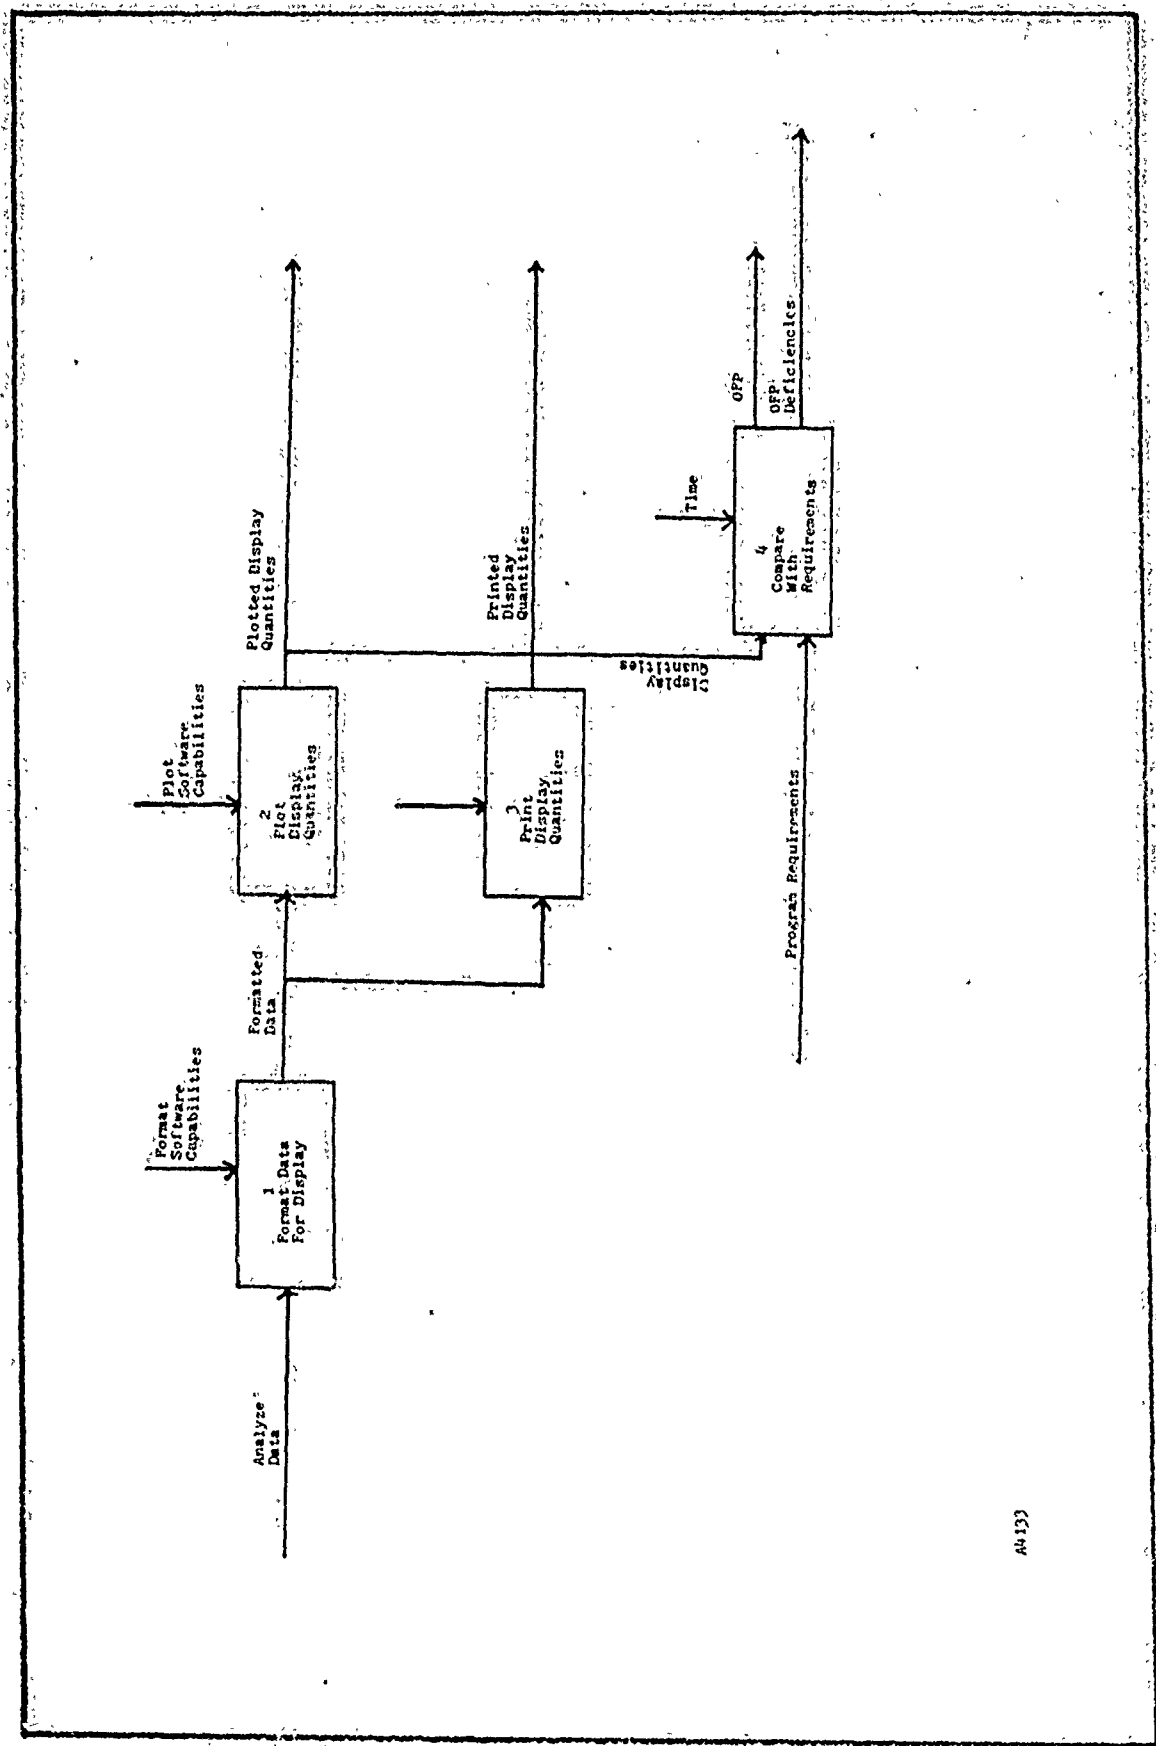 Analyze
Data
Format
Software
Capabilities
1
Format Data
For Display
Formatted
Data
Plot
Software
Capabilities
2
Plot
Display
Quantities
Plotted Display
Quantities
3
Print
Display
Quantities
Printed
Display
Quantities
Display
Quantities
Program Requirements
Time
4
Compare
With
Requirements
OFP
OFP
Deficiencies
A4133